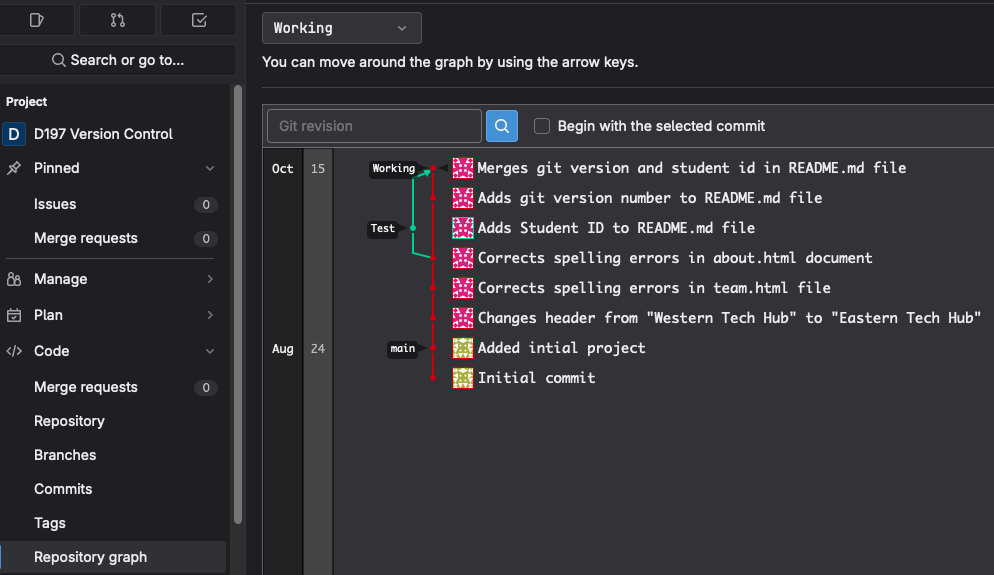 Working
Search or go to...
You can move around the graph by using the arrow keys.
Project
D D197 Version Control
Git revision
Begin with the selected commit
Pinned
Issues 0
Merge requests 0
Manage
Plan
Code
Merge requests 0
Repository
Branches
Commits
Tags
Repository graph
Oct 15 Working Merges git version and student id in README.md file
Adds git version number to README.md file
Test Adds Student ID to README.md file
Corrects spelling errors in about.html document
Corrects spelling errors in team.html file
Changes header from "Western Tech Hub" to "Eastern Tech Hub"
Aug 24 main Added intial project
Initial commit